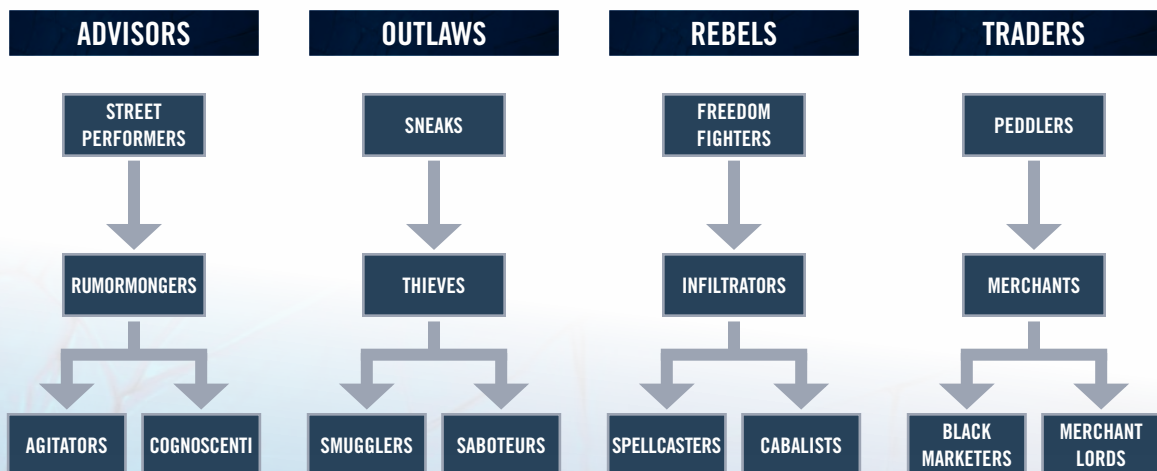 ADVISORS
STREET
PERFORMERS
RUMORMONGERS
AGITATORS
COGNOSCENTI
OUTLAWS
SNEAKS
THIEVES
SMUGGLERS
SABOTEURS
REBELS
FREEDOM
FIGHTERS
INFILTRATORS
SPELLCASTERS
CABALISTS
TRADERS
PEDDLERS
MERCHANTS
BLACK
MARKETERS
MERCHANT
LORDS